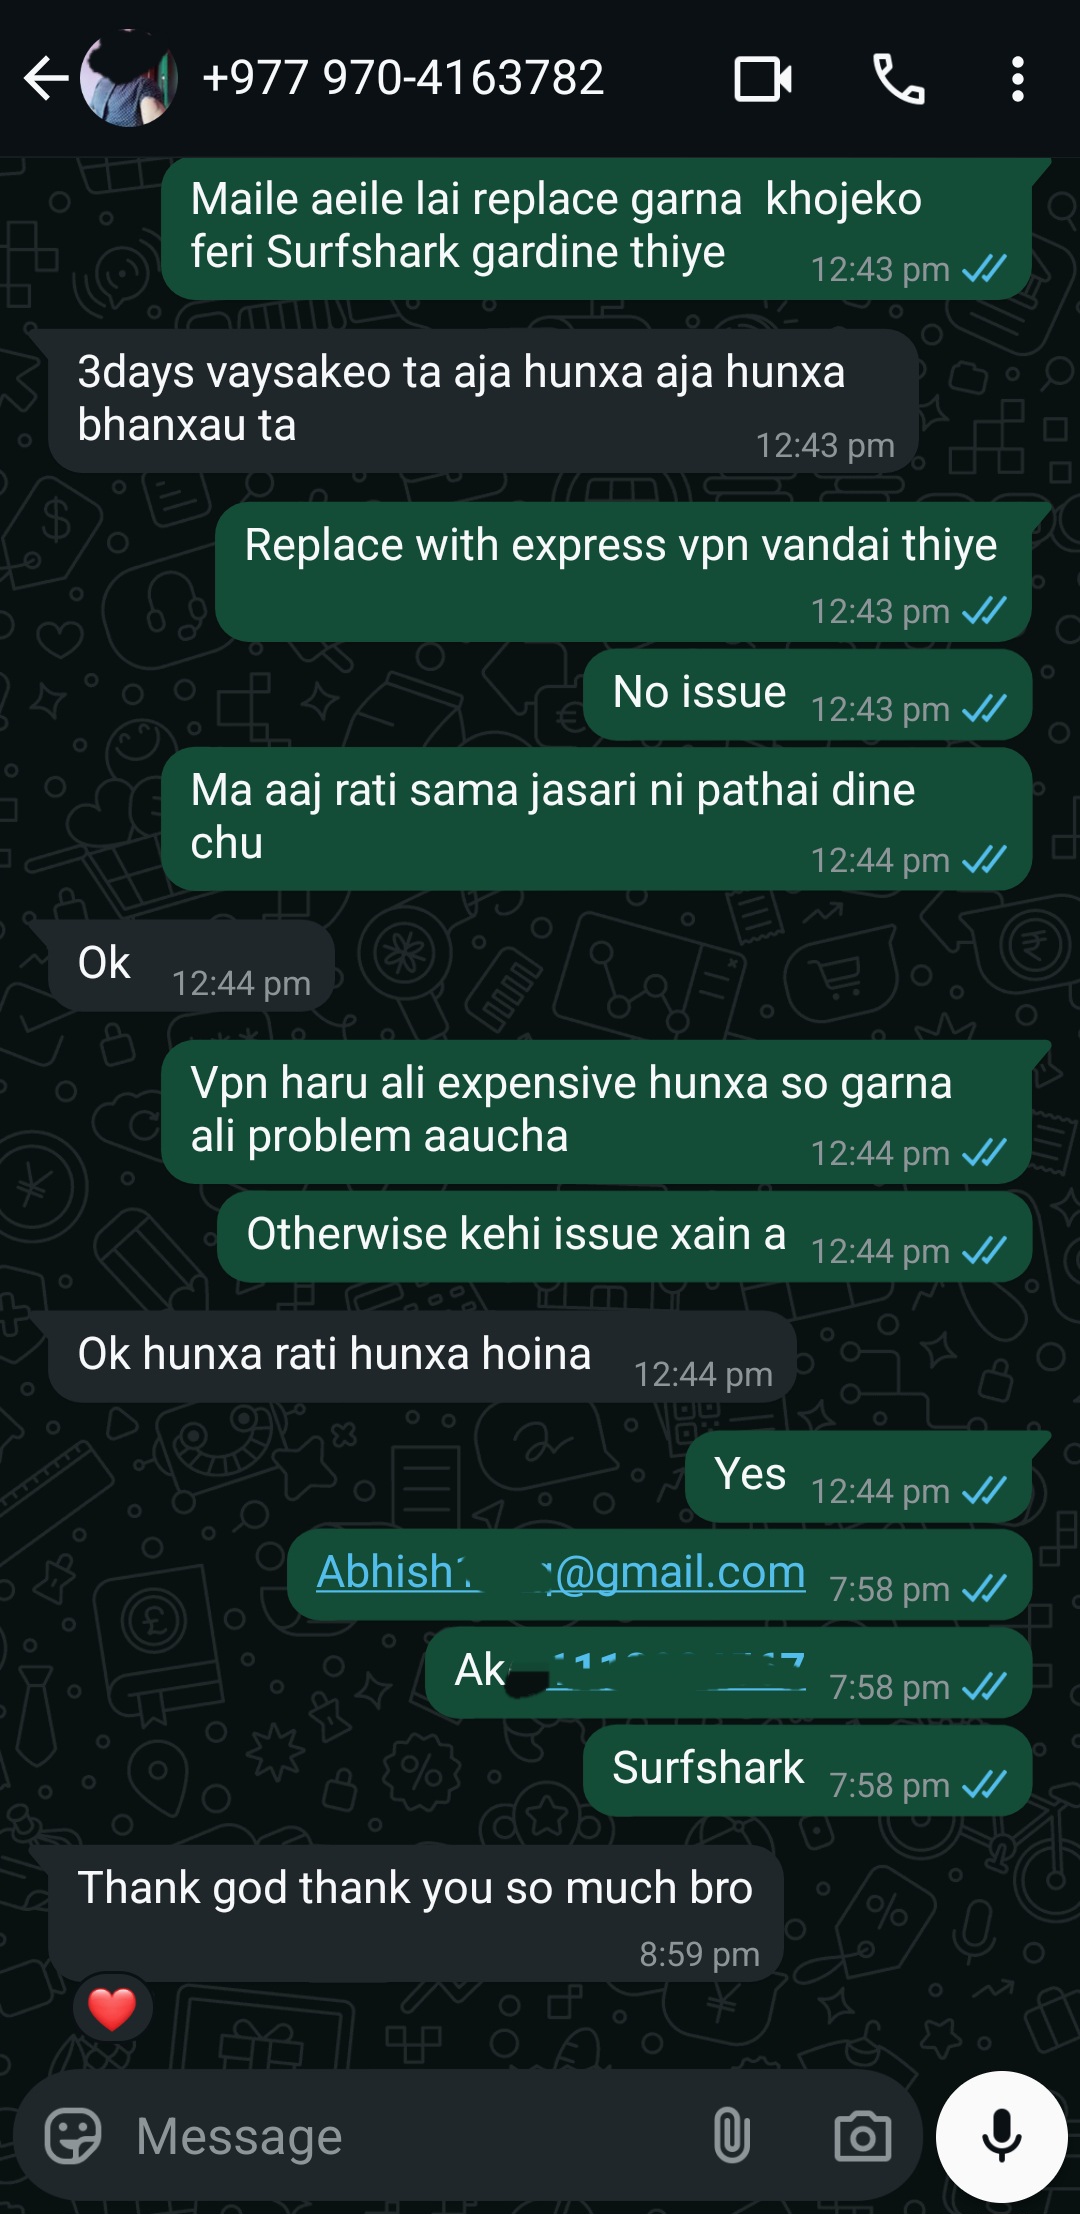 +977 970-4163782
Maile aeile lai replace garna  khojeko
feri Surfshark gardine thiye
12:43 pm
3days vaysakeo ta aja hunxa aja hunxa
bhanxau ta
12:43 pm
Replace with express vpn vandai thiye
12:43 pm
No issue 12:43 pm
Ma aaj rati sama jasari ni pathai dine
chu
12:44 pm
Ok 12:44 pm
Vpn haru ali expensive hunxa so garna
ali problem aaucha
12:44 pm
Otherwise kehi issue xain a 12:44 pm
Ok hunxa rati hunxa hoina 12:44 pm
Yes 12:44 pm
Abhish @gmail.com 7:58 pm
Ak 7:58 pm
Surfshark 7:58 pm
Thank god thank you so much bro
8:59 pm
Message